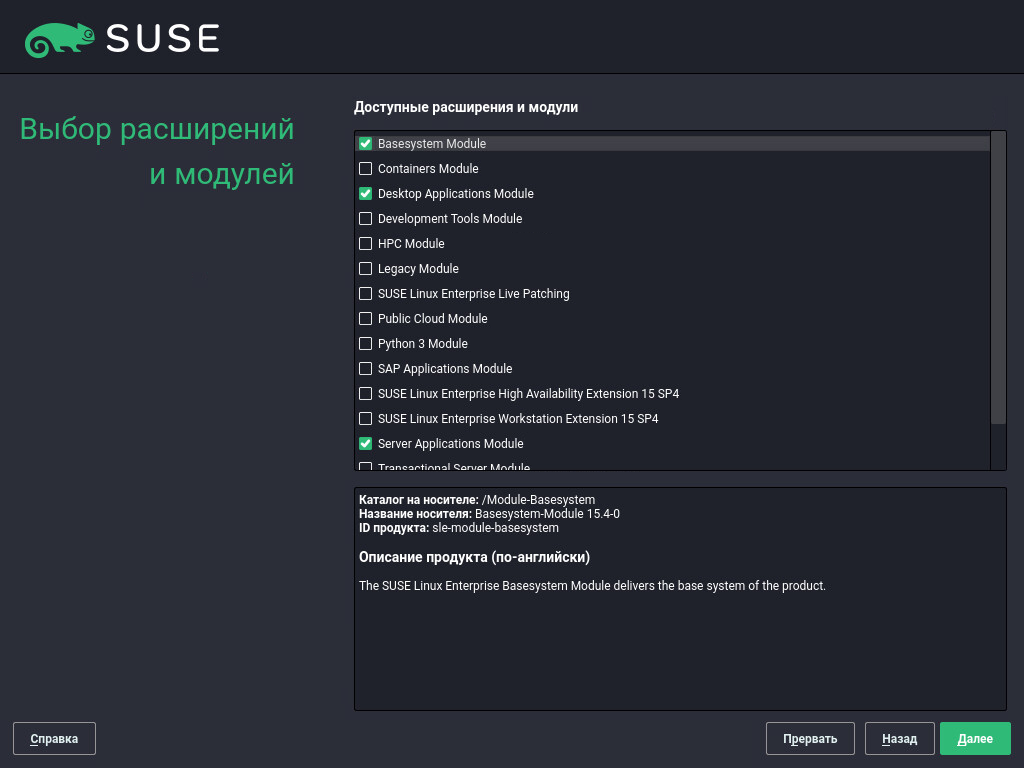 SUSE
Выбор расширений
и модулей
Доступные расширения и модули
Basesystem Module
Containers Module
Desktop Applications Module
Development Tools Module
HPC Module
Legacy Module
SUSE Linux Enterprise Live Patching
Public Cloud Module
Python 3 Module
SAP Applications Module
SUSE Linux Enterprise High Availability Extension 15 SP4
SUSE Linux Enterprise Workstation Extension 15 SP4
Server Applications Module
Transactional Server Module
Каталог на носителе: /Module-Basesystem
Название носителя: Basesystem-Module 15.4-0
ID продукта: sle-module-basesystem
Описание продукта (по-английски)
The SUSE Linux Enterprise Basesystem Module delivers the base system of the product.
Справка
Прервать
Назад
Далее